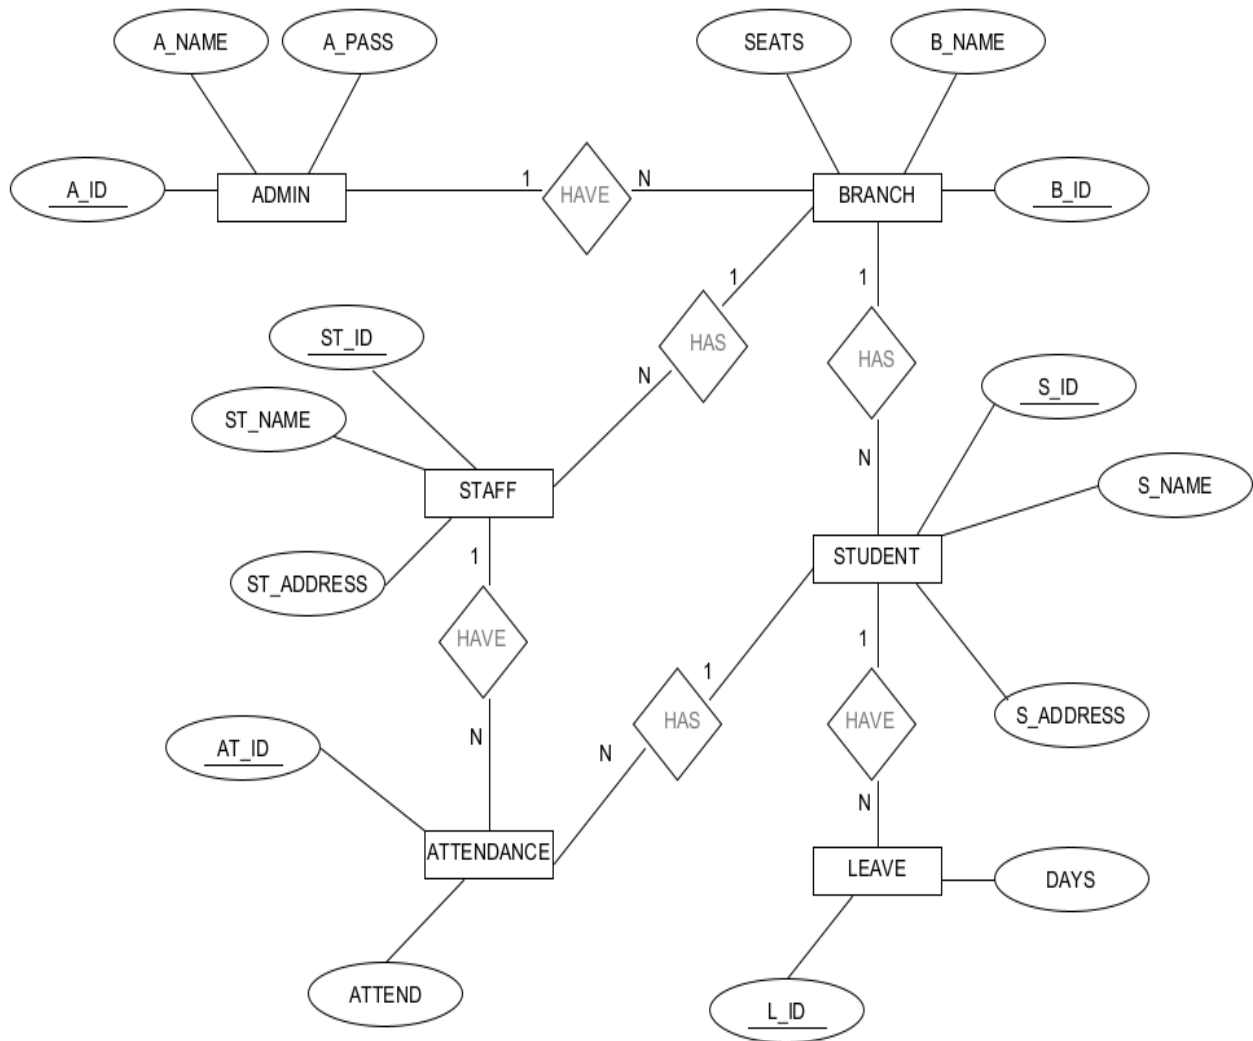 A_NAME
A_PASS
SEATS
B_NAME
A_ID
ADMIN
1
HAVE
N
BRANCH
B_ID
1
1
ST_ID
HAS
HAS
N
S_ID
ST_NAME
N
S_NAME
STAFF
1
STUDENT
ST_ADDRESS
HAVE
1
1
HAS
HAVE
S_ADDRESS
AT_ID
N
N
N
ATTENDANCE
LEAVE
DAYS
ATTEND
L_ID